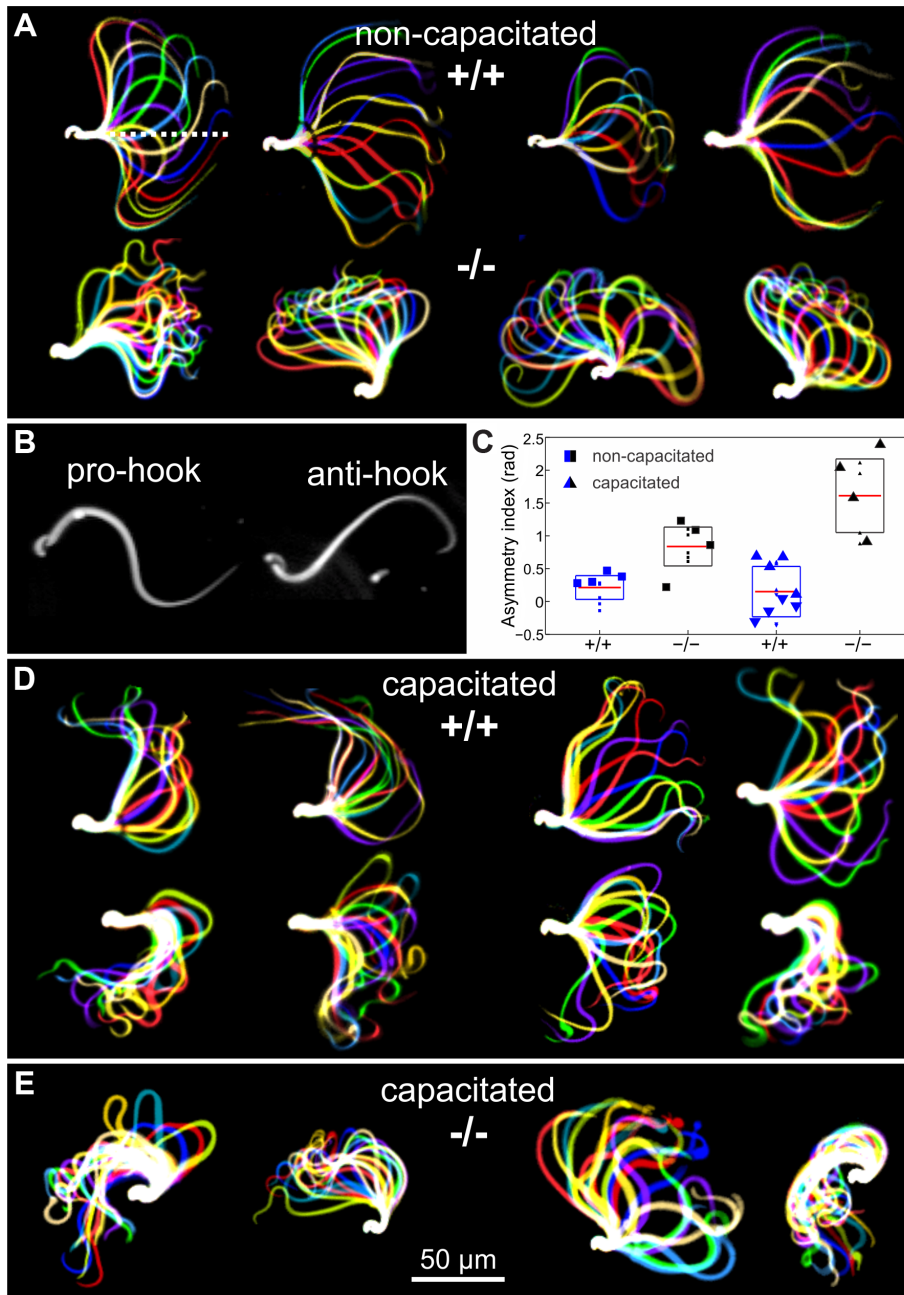 A
non-capacitated
+/+
-/-
B
pro-hook
anti-hook
C
Asymmetry index (rad)
2.5
2
1.5
1
0.5
0
−0.5
non-capacitated
capacitated
+/+
−/−
+/+
−/−
D
capacitated
+/+
E
capacitated
-/-
50 µm